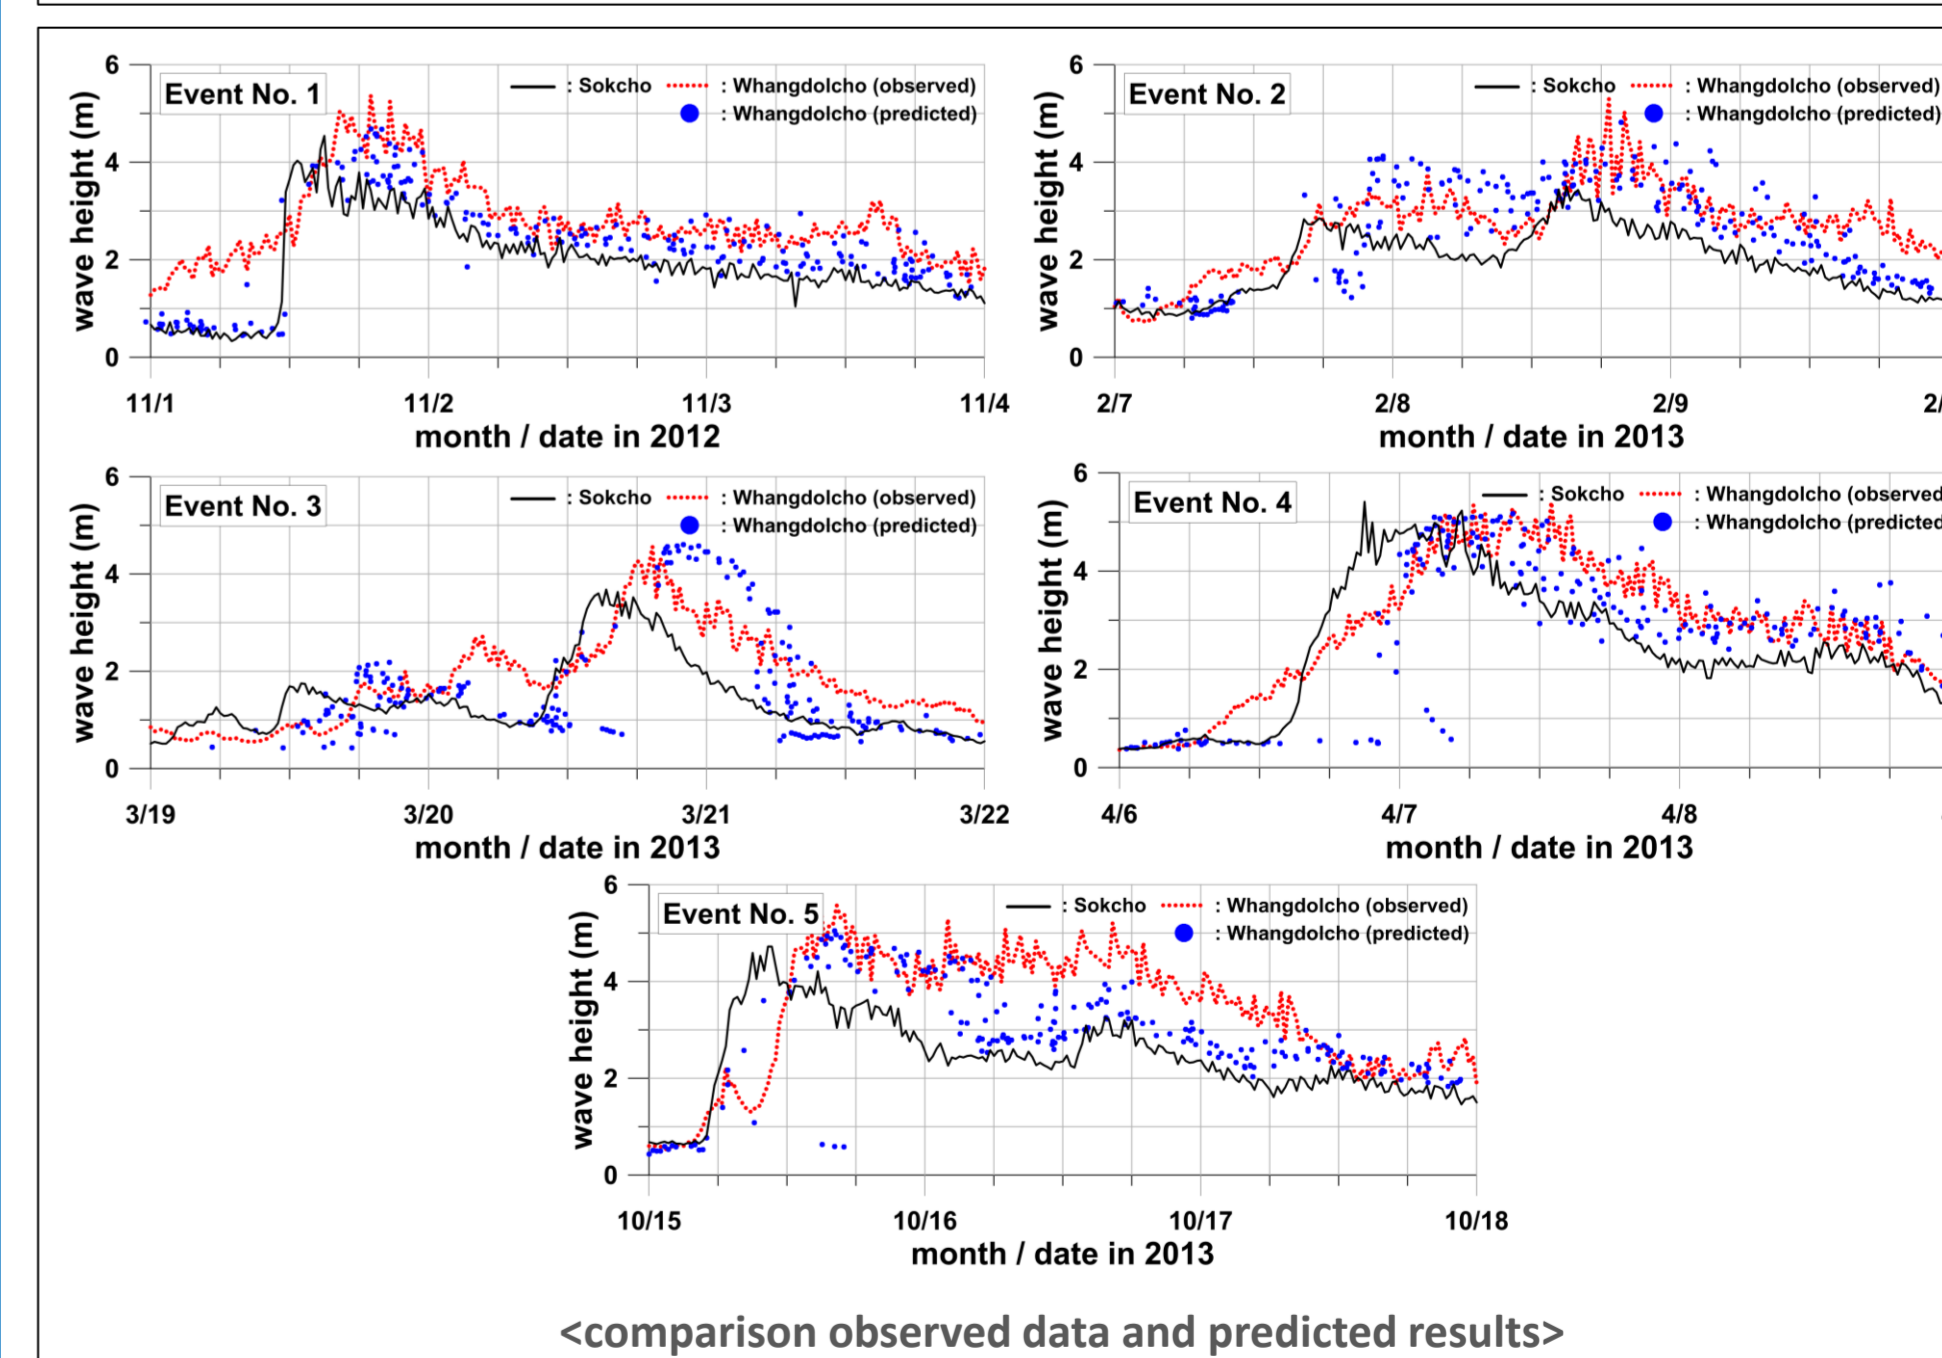 Event No. 1
: Sokcho : Whangdolcho (observed)
: Whangdolcho (predicted)
wave height (m)
6
4
2
0
11/1 11/2 11/3 11/4
month / date in 2012
Event No. 2
: Sokcho : Whangdolcho (observed)
: Whangdolcho (predicted)
wave height (m)
6
4
2
0
2/7 2/8 2/9 2/
month / date in 2013
Event No. 3
: Sokcho : Whangdolcho (observed)
: Whangdolcho (predicted)
wave height (m)
6
4
2
0
3/19 3/20 3/21 3/22
month / date in 2013
Event No. 4
: Sokcho : Whangdolcho (observed
: Whangdolcho (predicted
wave height (m)
6
4
2
0
4/6 4/7 4/8
month / date in 2013
Event No. 5
: Sokcho : Whangdolcho (observed)
: Whangdolcho (predicted)
wave height (m)
6
4
2
0
10/15 10/16 10/17 10/18
month / date in 2013
<comparison observed data and predicted results>